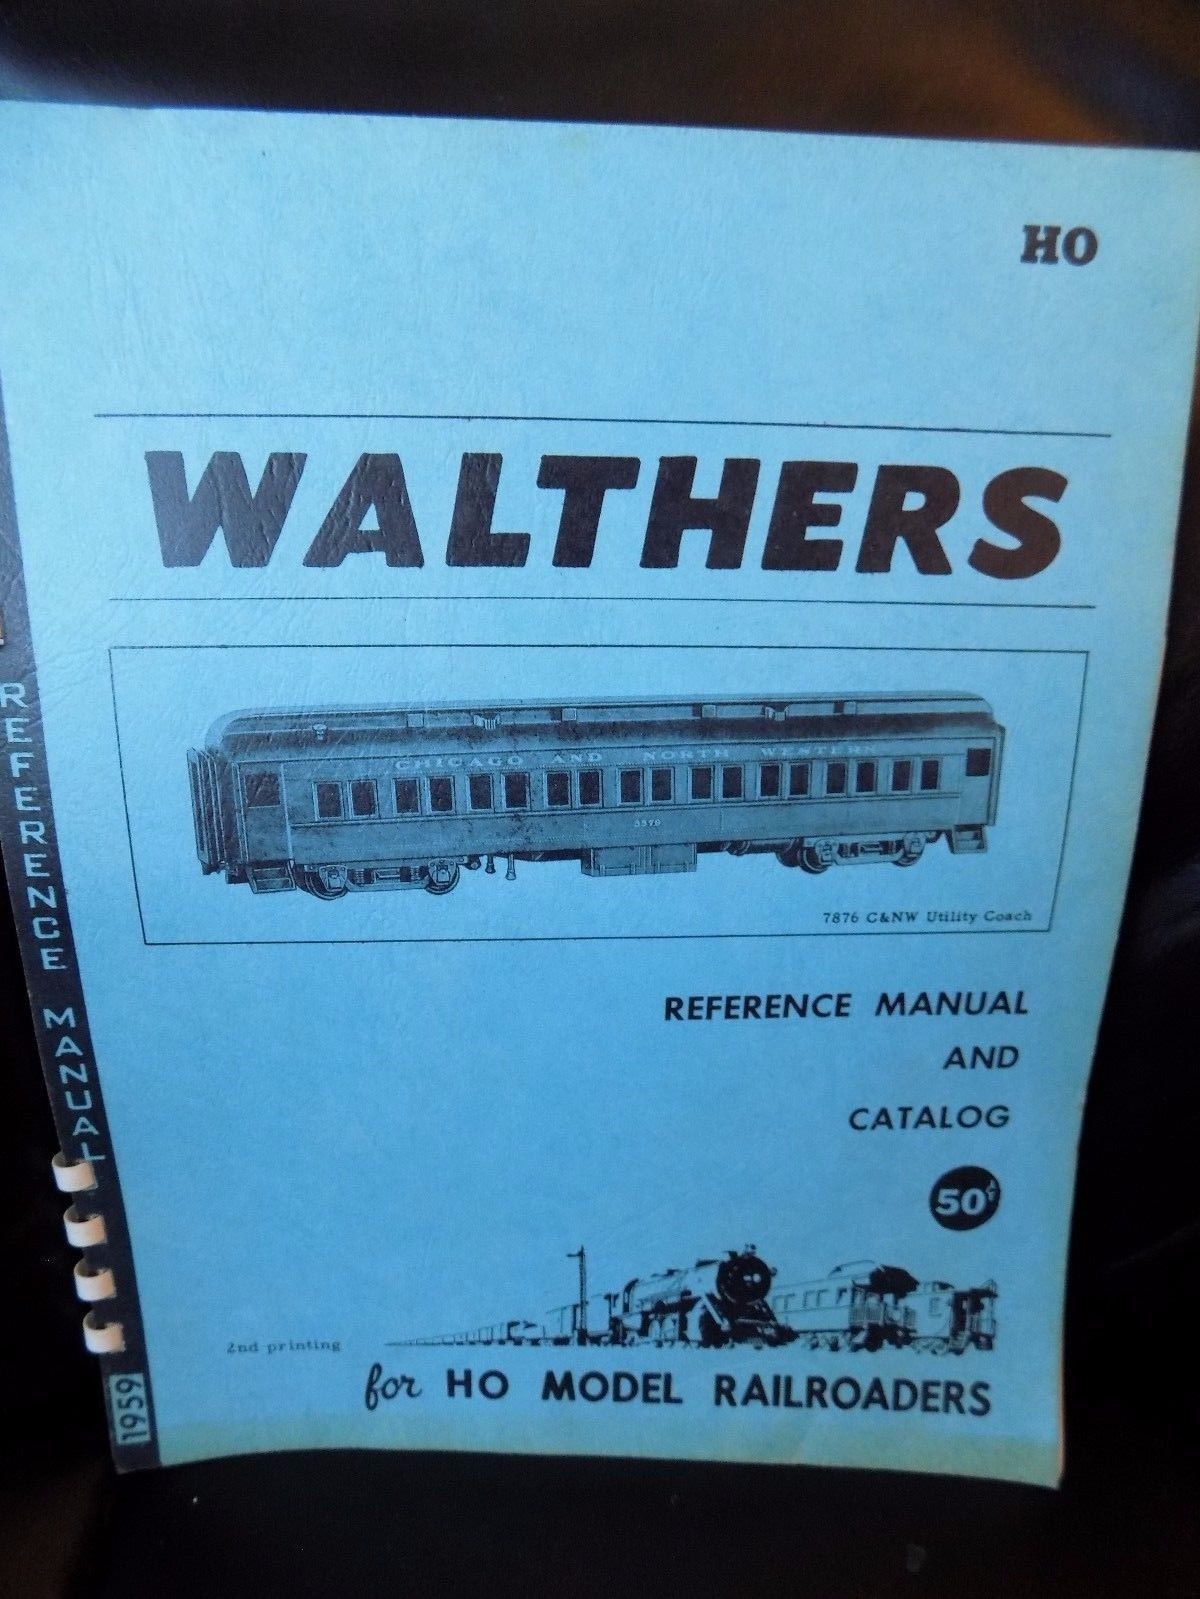 HO
WALTHERS
CHICAGO AND NORTH WESTERN
3579
7876 C&NW Utility Coach
REFERENCE MANUAL
AND
CATALOG
50¢
2nd printing
for HO MODEL RAILROADERS
REFERENCE MANUAL
1959